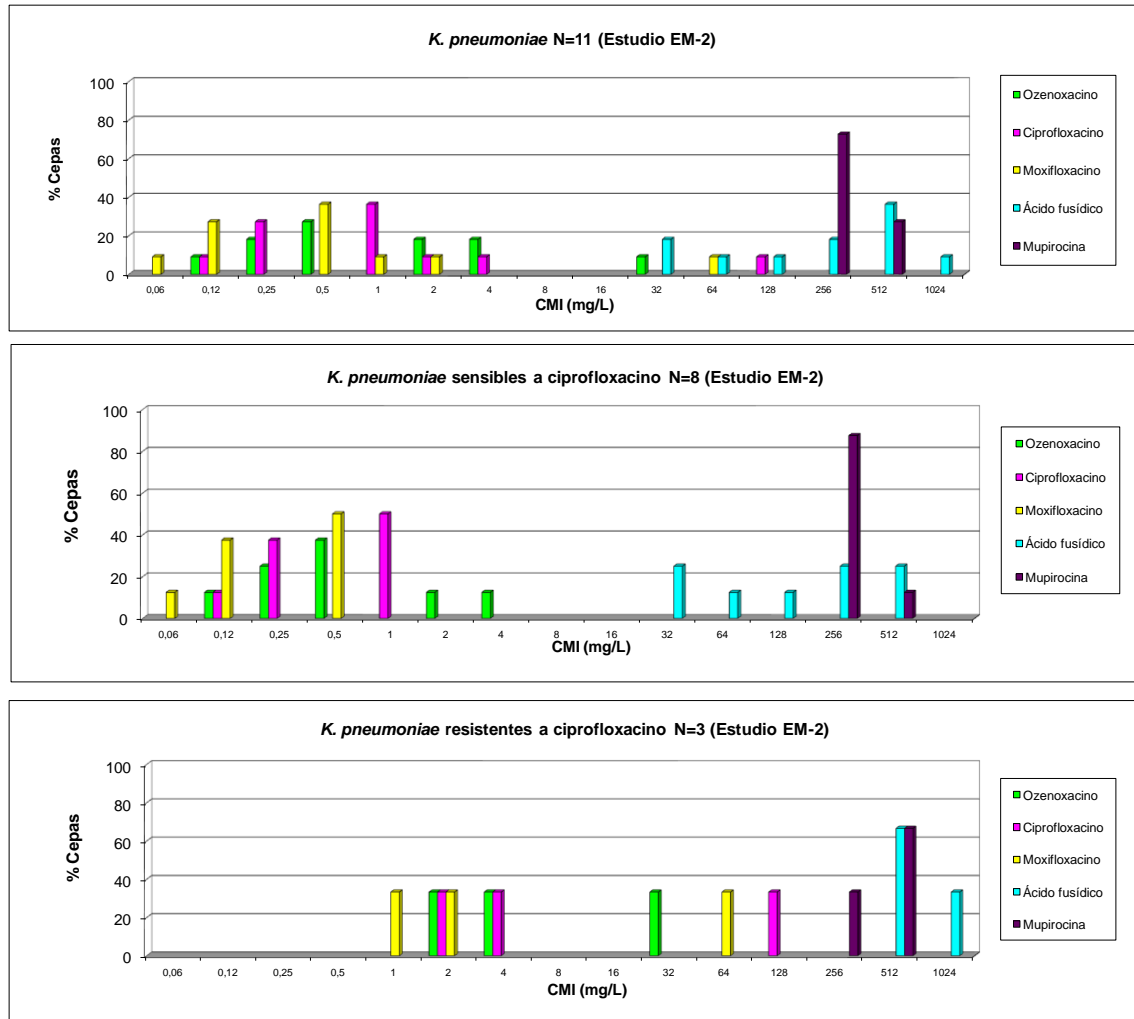 K. pneumoniae N=11 (Estudio EM-2)
% Cepas
100
80
60
40
20
0
0,06 0,12 0,25 0,5 1 2 4 8 16 32 64 128 256 512 1024
CMI (mg/L)
Ozenoxacino
Ciprofloxacino
Moxifloxacino
Ácido fusídico
Mupirocina
K. pneumoniae sensibles a ciprofloxacino N=8 (Estudio EM-2)
% Cepas
100
80
60
40
20
0
0,06 0,12 0,25 0,5 1 2 4 8 16 32 64 128 256 512 1024
CMI (mg/L)
Ozenoxacino
Ciprofloxacino
Moxifloxacino
Ácido fusídico
Mupirocina
K. pneumoniae resistentes a ciprofloxacino N=3 (Estudio EM-2)
% Cepas
100
80
60
40
20
0
0,06 0,12 0,25 0,5 1 2 4 8 16 32 64 128 256 512 1024
CMI (mg/L)
Ozenoxacino
Ciprofloxacino
Moxifloxacino
Ácido fusídico
Mupirocina